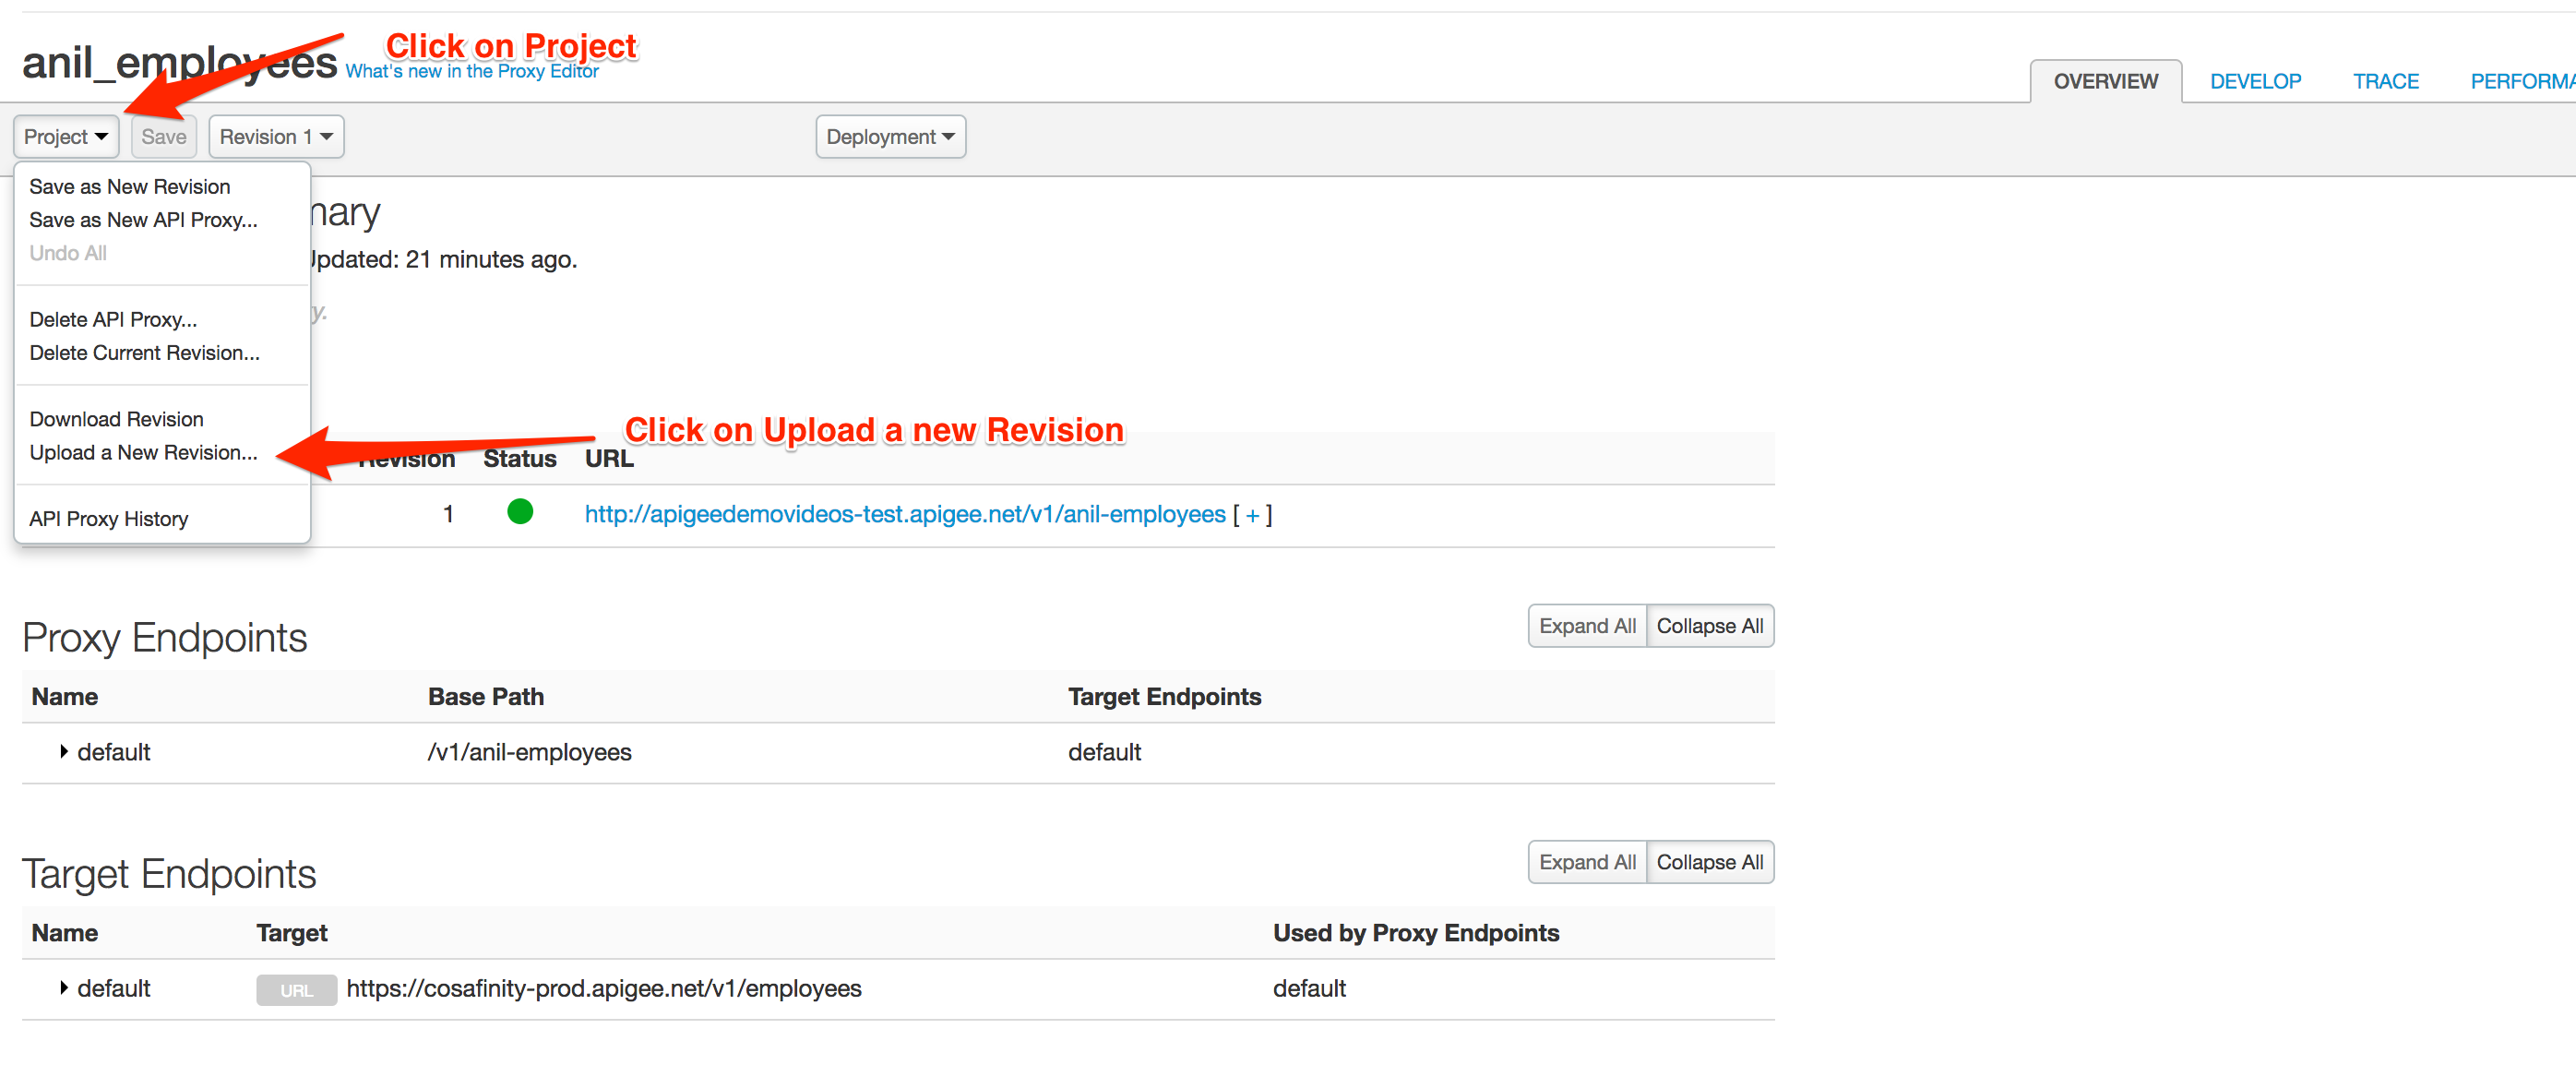 Click on Project
anil_employees What's new in the Proxy Editor
OVERVIEW DEVELOP TRACE
Project Save Revision 1 Deployment
Save as New Revision
Save as New API Proxy...
Undo All
Updated: 21 minutes ago.
Delete API Proxy...
Delete Current Revision...
Download Revision
Click on Upload a new Revision
Upload a New Revision...
Revision Status URL
1 http://apigeedemovideos-test.apigee.net/v1/anil-employees [ + ]
API Proxy History
Proxy Endpoints
Expand All Collapse All
Name Base Path Target Endpoints
default /v1/anil-employees default
Target Endpoints
Expand All Collapse All
Name Target Used by Proxy Endpoints
default URL https://cosafinity-prod.apigee.net/v1/employees default